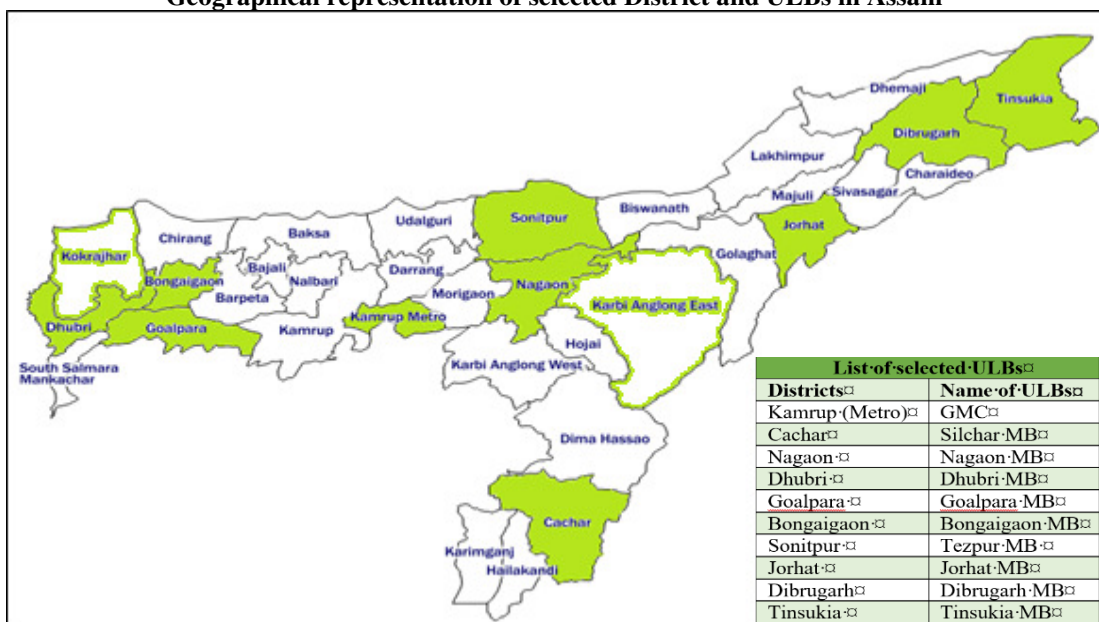 Geographical representation of selected District and ULBs in Assam
Dhemaji
Tinsukia
Dibrugarh
Lakhimpur
Charaideo
Majuli
Sivasagar
Jorhat
Biswanath
Sonitpur
Udalguri
Baksa
Chirang
Kokrajhar
Golaghat
Bajali
Darrang
Bongaigaon
Nalbari
Nagaon
Morigaon
Barpeta
Karbi Anglong East
Kamrup Metro
Dhubri
Goalpara
Kamrup
Hojai
Karbi Anglong West
South Salmara
Mankachar
Dima Hassao
Cachar
Karimganj
Hailakandi
List·of·selected·ULBs¤
Districts¤ Name·of·ULBs¤
Kamrup·(Metro)¤ GMC¤
Cachar¤ Silchar·MB¤
Nagaon·¤ Nagaon·MB¤
Dhubri·¤ Dhubri·MB¤
Goalpara·¤ Goalpara·MB¤
Bongaigaon·¤ Bongaigaon·MB¤
Sonitpur·¤ Tezpur·MB·¤
Jorhat·¤ Jorhat·MB¤
Dibrugarh¤ Dibrugarh·MB¤
Tinsukia·¤ Tinsukia·MB¤